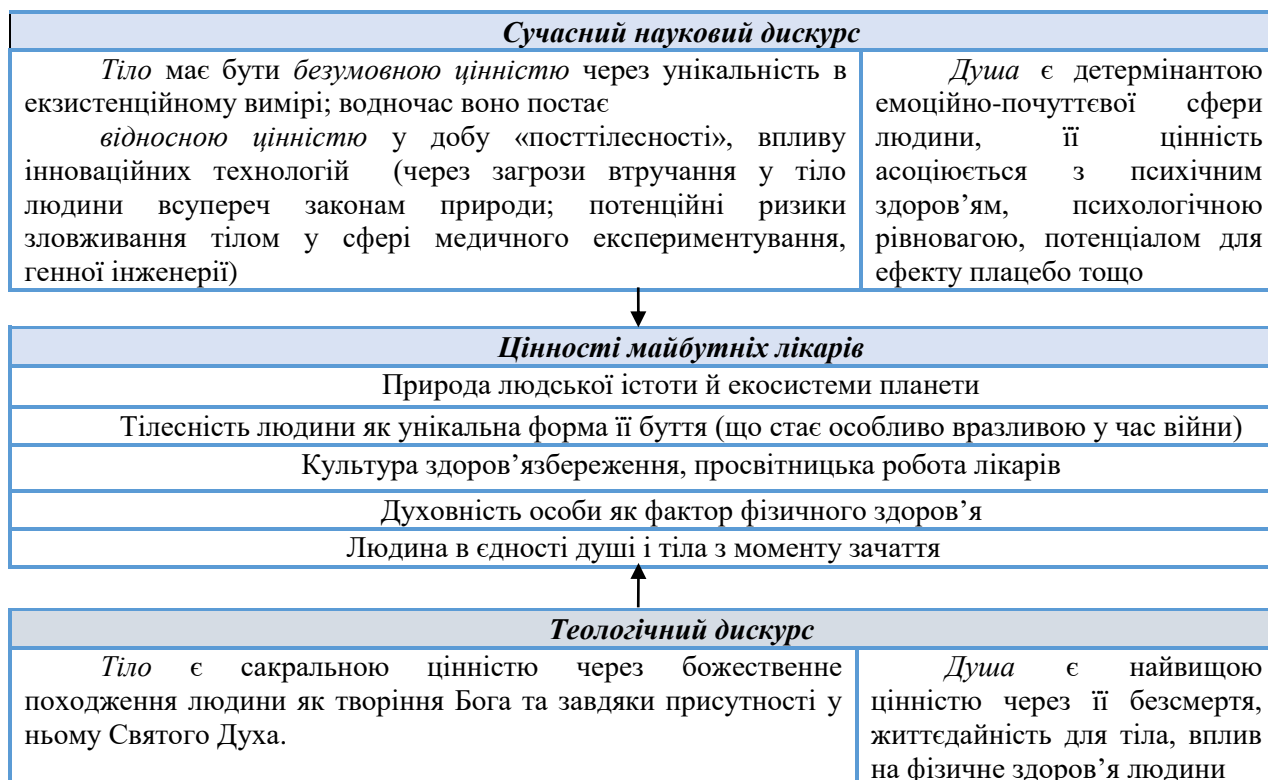 Сучасний науковий дискурс
Тіло має бути безумовною цінністю через унікальність в
екзистенційному вимірі; водночас воно постає
відносною цінністю у добу «посттілесності», впливу
інноваційних технологій (через загрози втручання у тіло
людини всупереч законам природи; потенційні ризики
зловживання тілом у сфері медичного експериментування,
генної інженерії)
Душа є детермінантою
емоційно-почуттєвої сфери
людини, її цінність
асоціюється з психічним
здоров’ям, психологічною
рівновагою, потенціалом для
ефекту плацебо тощо
Цінності майбутніх лікарів
Природа людської істоти й екосистеми планети
Тілесність людини як унікальна форма її буття (що стає особливо вразливою у час війни)
Культура здоров’язбереження, просвітницька робота лікарів
Духовність особи як фактор фізичного здоров’я
Людина в єдності душі і тіла з моменту зачаття
Теологічний дискурс
Тіло є сакральною цінністю через божественне
походження людини як творіння Бога та завдяки присутності у
ньому Святого Духа.
Душа є найвищою
цінністю через її безсмертя,
життєдайність для тіла, вплив
на фізичне здоров’я людини